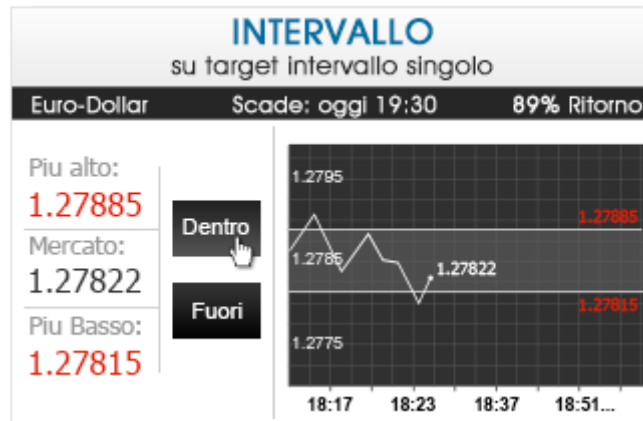 INTERVALLO
su target intervallo singolo
Euro-Dollar Scade: oggi 19:30 89% Ritorno
Piu alto:
1.27885
Mercato:
1.27822
Piu Basso:
1.27815
Dentro
Fuori
1.2795
1.27885
1.2785
1.27822
1.27815
1.2775
18:17 18:23 18:37 18:51...